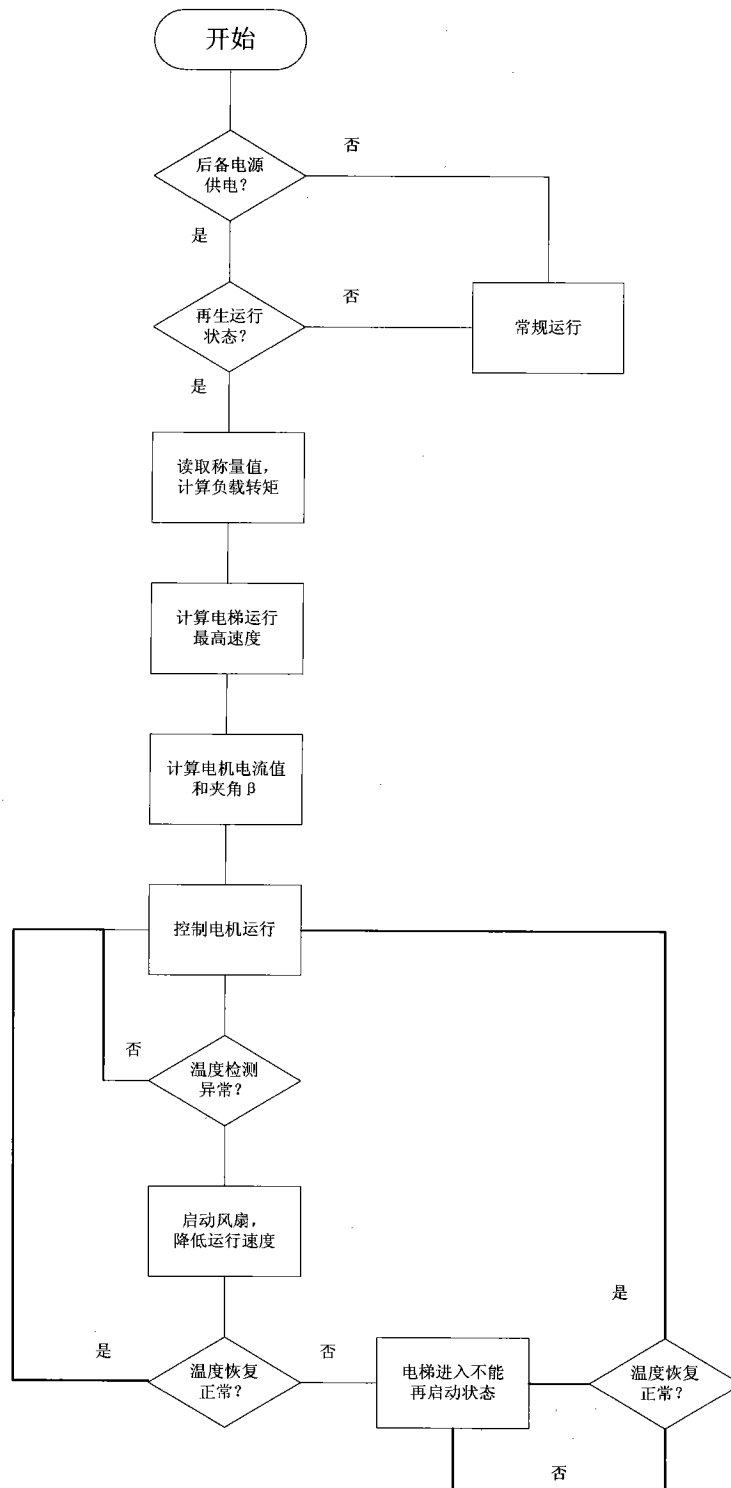 开始
否
后备电源
供电?
是
否
再生运行
状态?
常规运行
是
读取称量值,
计算负载转矩
计算电梯运行
最高速度
计算电机电流值
和夹角β
控制电机运行
否
温度检测
异常?
启动风扇,
降低运行速度
是
是
否
温度恢复
正常?
电梯进入不能
再启动状态
温度恢复
正常?
否